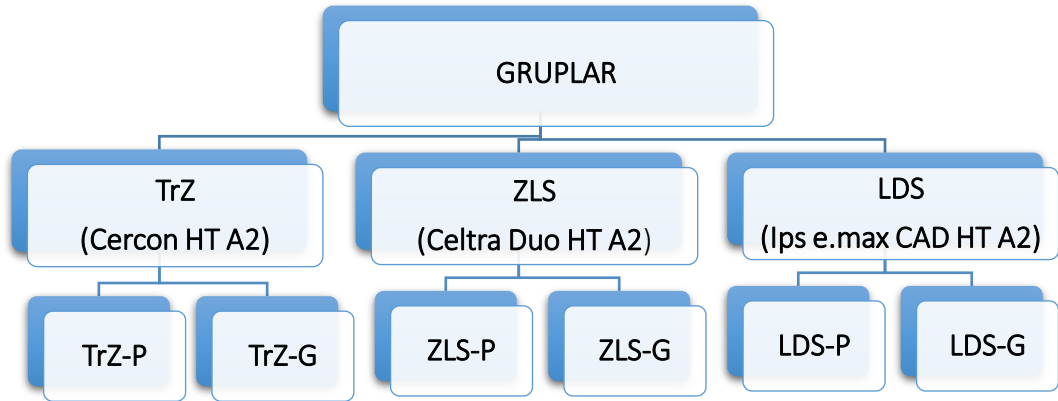 GRUPLAR
TrZ
(Cercon HT A2)
ZLS
(Celtra Duo HT A2)
LDS
(Ips e.max CAD HT A2)
TrZ-P
TrZ-G
ZLS-P
ZLS-G
LDS-P
LDS-G